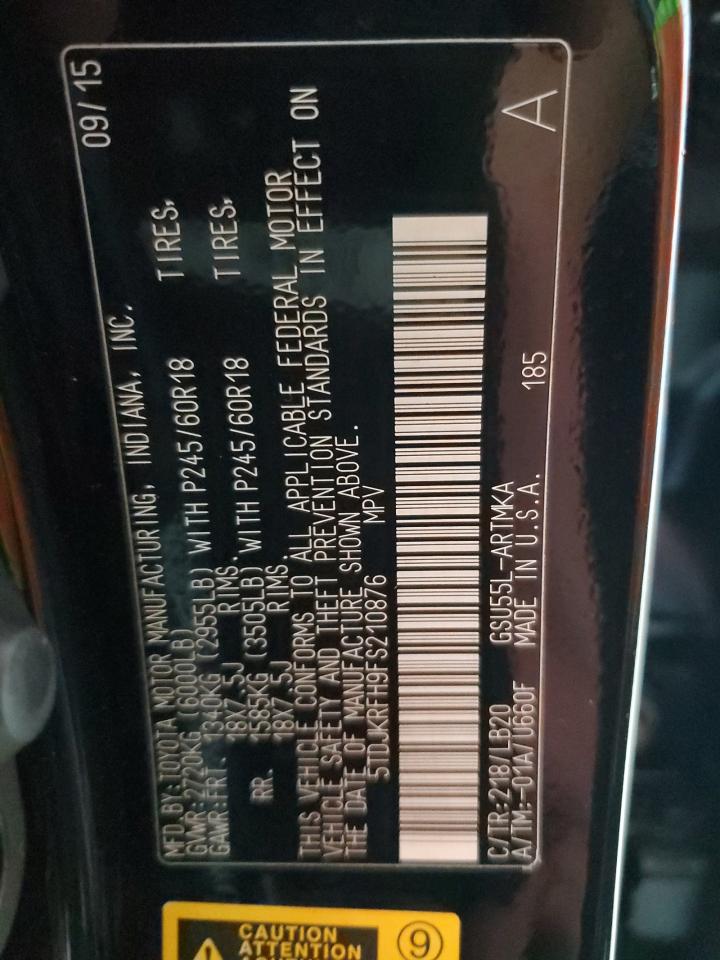 09/15
MFD.BY:TOYOTA MOTOR MANUFACTURING, INDIANA, INC.
GVWR:2720KG (6000LB)
GAWR:FRT. 1340KG (2955LB) WITH P245/60R18 TIRES,
18X7.5J RIMS.
RR. 1585KG (3505LB) WITH P245/60R18 TIRES,
18X7.5J RIMS
THIS VEHICLE CONFORMS TO ALL APPLICABLE FEDERAL MOTOR
VEHICLE SAFETY AND THEFT PREVENTION STANDARDS IN EFFECT ON
THE DATE OF MANUFACTURE SHOWN ABOVE.
5TDJKRFH9FS210876 MPV
C/TR:218/LB20 GSU55L-ARTMKA
A/TM:-01A/U660F MADE IN U.S.A. 185 A
CAUTION
ATTENTION
9